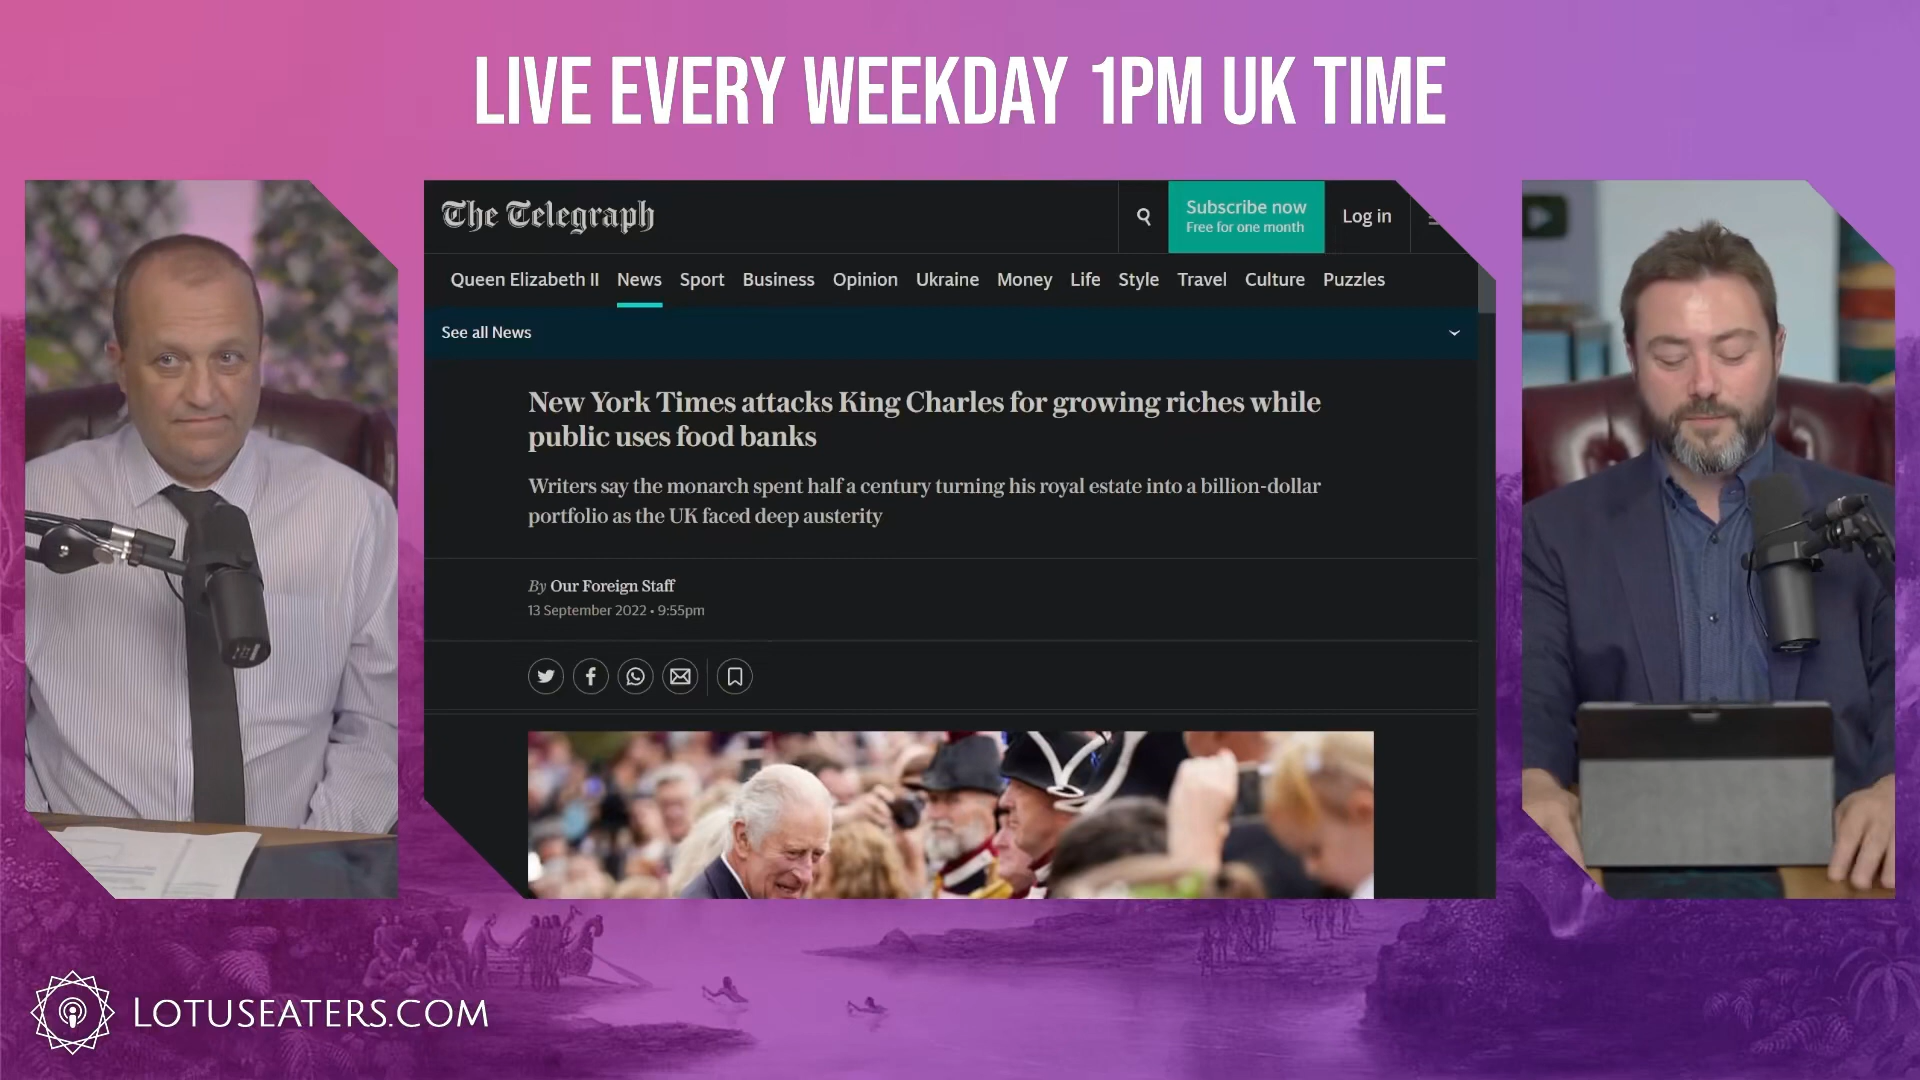 LIVE EVERY WEEKDAY 1PM UK TIME
The Telegraph
Subscribe now
Free for one month
Log in
Queen Elizabeth II News Sport Business Opinion Ukraine Money Life Style Travel Culture Puzzles
See all News
New York Times attacks King Charles for growing riches while
public uses food banks
Writers say the monarch spent half a century turning his royal estate into a billion-dollar
portfolio as the UK faced deep austerity
By Our Foreign Staff
13 September 2022 • 9:55pm
LOTUSEATERS.COM